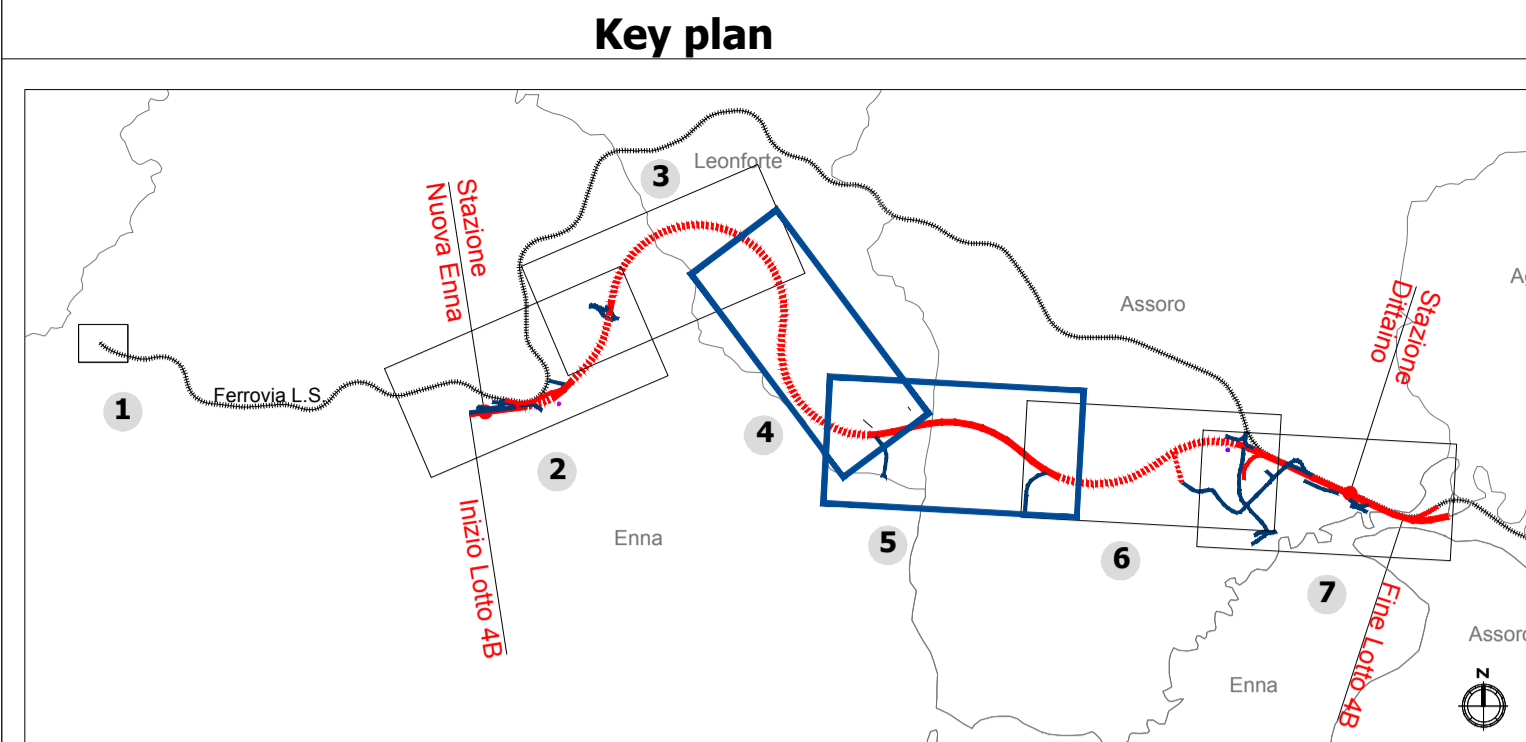 Key plan
Leonforte
3
Stazione
Nuova Enna
Assoro
Stazione
Dittaino
1
Ferrovia L.S.
4
2
Inizio Lotto 4B
Enna
5
6
7
Fine Lotto 4B
Enna
N